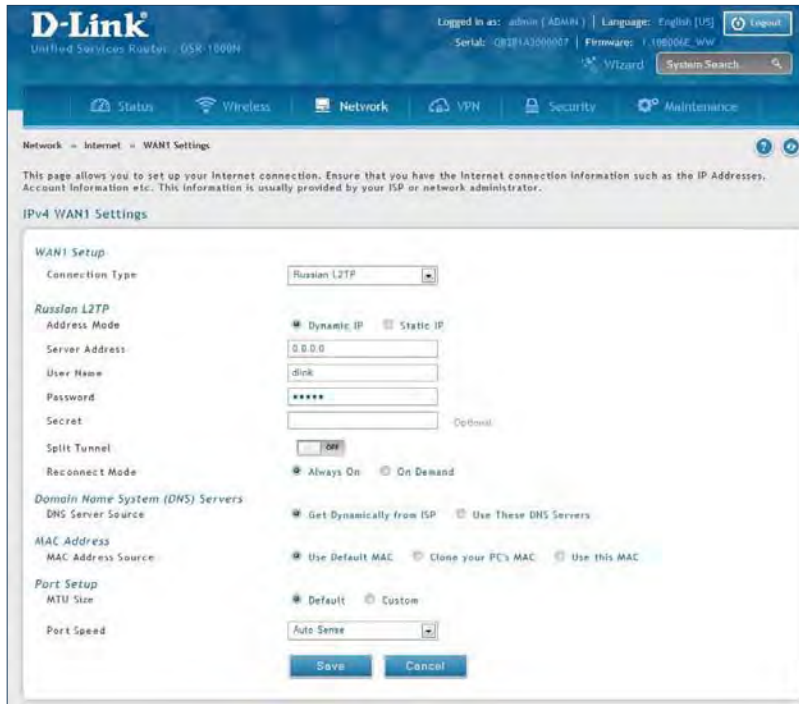 D-Link
Logged in as: admin ( ADMIN ) | Language: English [US]
Logout
Unified Services Router - DSR-1000N
Firmware:
Serial:
Wizard
System Search
Status
Wireless
Network
VPN
Security
Maintenance
Network » Internet » WAN1 Settings
This page allows you to set up your Internet connection. Ensure that you have the Internet connection information such as the IP Addresses,
Account Information etc. This information is usually provided by your ISP or network administrator.
IPv4 WAN1 Settings
WAN1 Setup
Connection Type
Russian L2TP
Russian L2TP
Address Mode
Dynamic IP
Static IP
Server Address
0.0.0.0
User Name
dlink
Password
•••••
Secret
Optional
Split Tunnel
OFF
Reconnect Mode
Always On
On Demand
Domain Name System (DNS) Servers
DNS Server Source
Get Dynamically from ISP
Use These DNS Servers
MAC Address
MAC Address Source
Use Default MAC
Clone your PC's MAC
Use this MAC
Port Setup
MTU Size
Default
Custom
Port Speed
Auto Sense
Save
Cancel